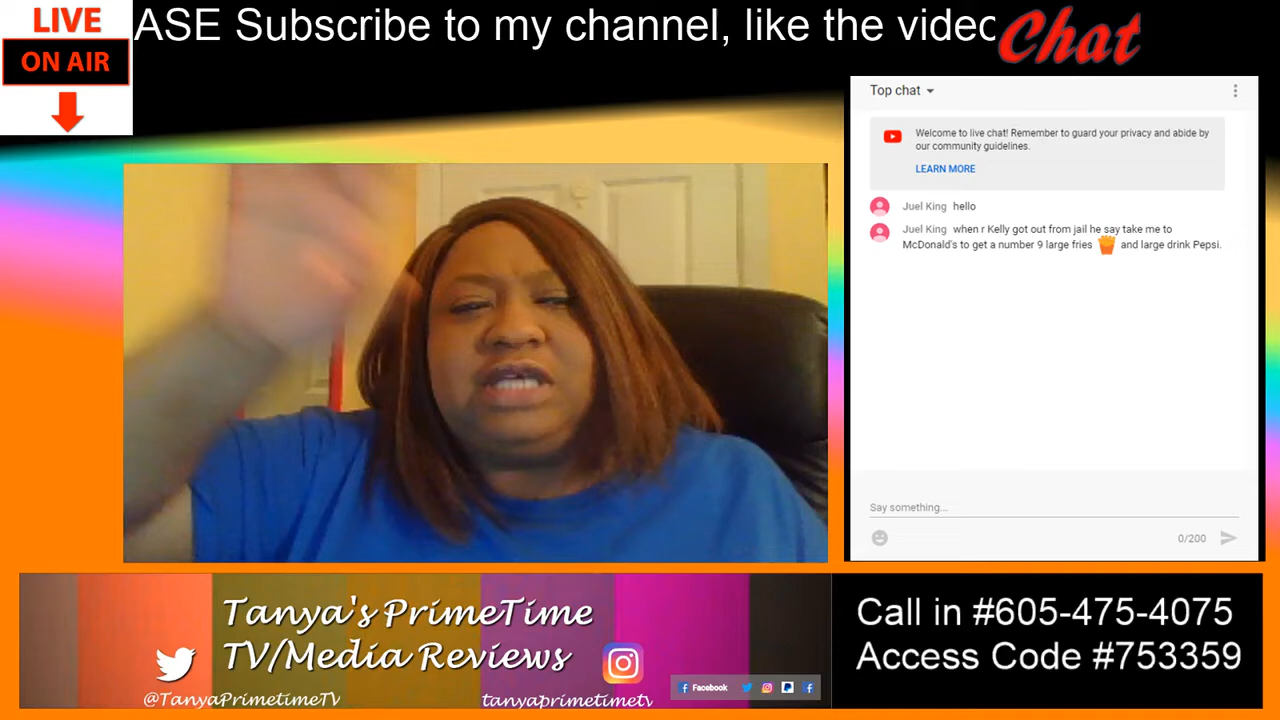 LIVE
ON AIR
ASE Subscribe to my channel, like the video
Chat
Top chat
Welcome to live chat! Remember to guard your privacy and abide by
our community guidelines.
LEARN MORE
Juel King hello
Juel King when r Kelly got out from jail he say take me to
McDonald's to get a number 9 large fries 🍟 and large drink Pepsi.
Say something...
0/200
Tanya's PrimeTime
TV/Media Reviews
@TanyaPrimetimeTV
tanyaprimetimetv
Facebook
Call in #605-475-4075
Access Code #753359